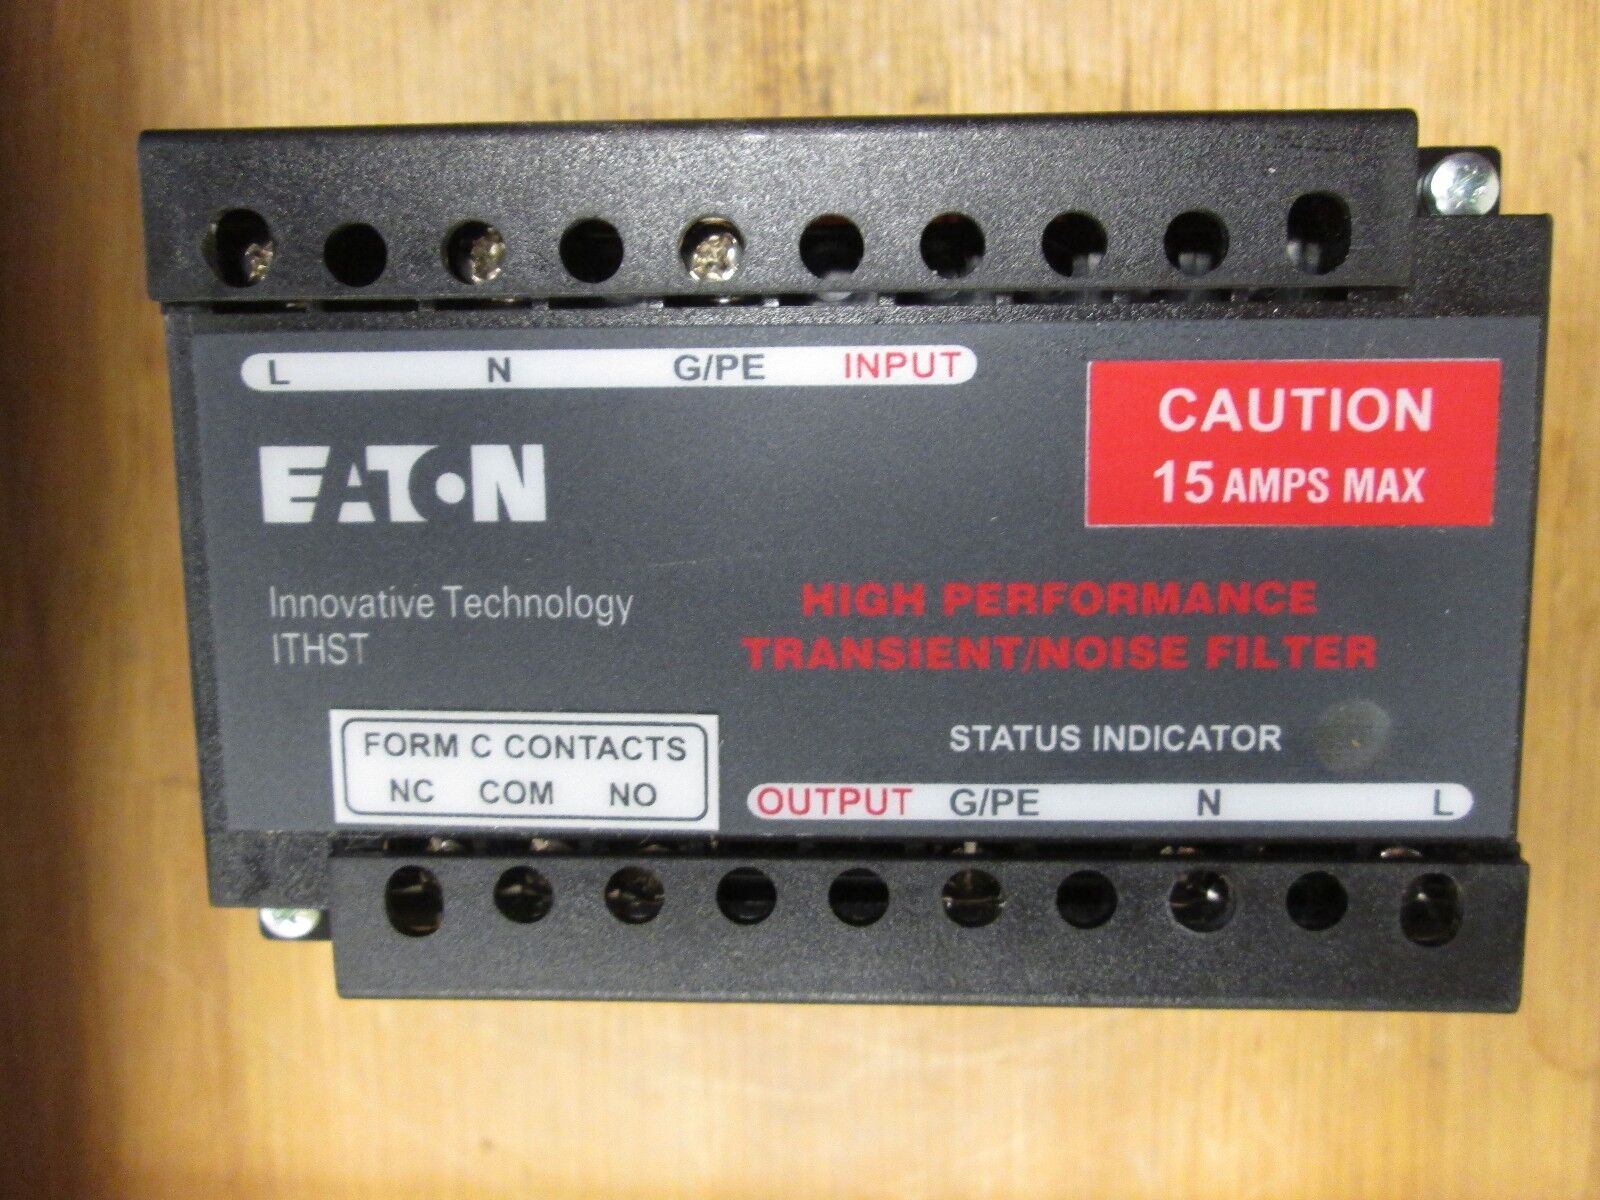 L N G/PE INPUT
EATON
CAUTION
15 AMPS MAX
Innovative Technology
ITHST
HIGH PERFORMANCE
TRANSIENT/NOISE FILTER
FORM C CONTACTS
NC COM NO
STATUS INDICATOR
OUTPUT G/PE N L